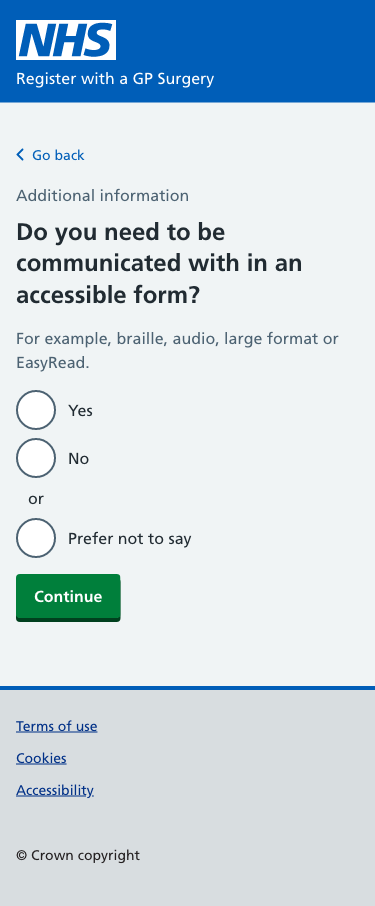 NHS
Register with a GP Surgery
Go back
Additional information
Do you need to be
communicated with in an
accessible form?
For example, braille, audio, large format or
EasyRead.
Yes
No
or
Prefer not to say
Continue
Terms of use
Cookies
Accessibility
© Crown copyright